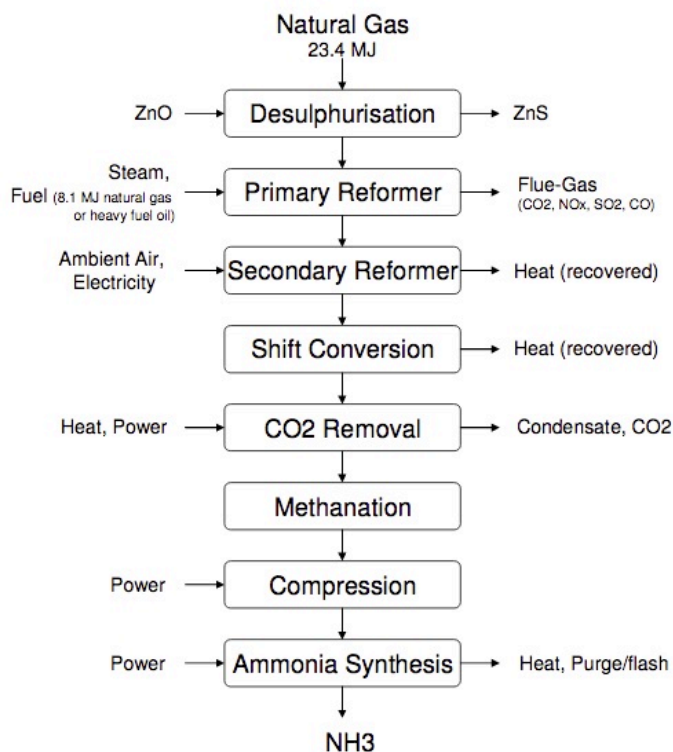 Natural Gas
23.4 MJ
ZnO
Desulphurisation
ZnS
Steam,
Fuel (8.1 MJ natural gas
or heavy fuel oil)
Primary Reformer
Flue-Gas
(CO2, NOx, SO2, CO)
Ambient Air,
Electricity
Secondary Reformer
Heat (recovered)
Shift Conversion
Heat (recovered)
Heat, Power
CO2 Removal
Condensate, CO2
Methanation
Power
Compression
Power
Ammonia Synthesis
Heat, Purge/flash
NH3